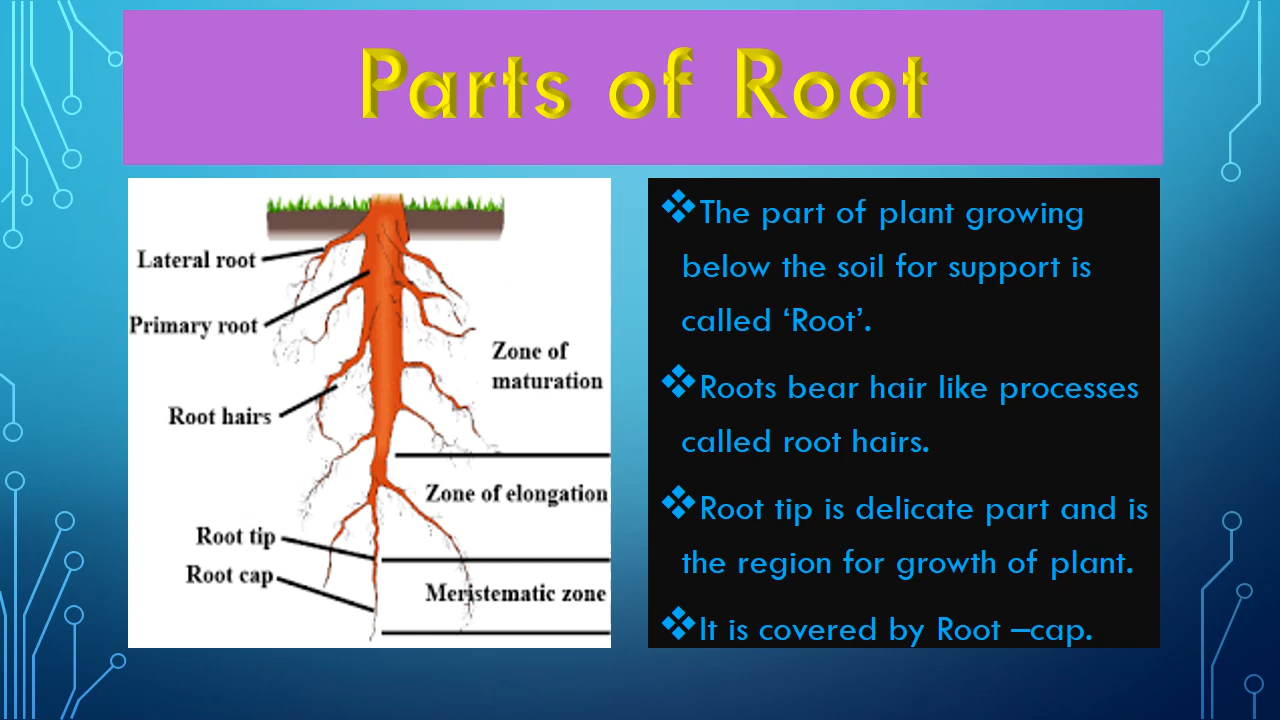 Parts of Root
Lateral root
Primary root
Root hairs
Zone of
maturation
Zone of elongation
Root tip
Root cap
Meristematic zone
❖The part of plant growing
below the soil for support is
called ‘Root’.
❖Roots bear hair like processes
called root hairs.
❖Root tip is delicate part and is
the region for growth of plant.
❖It is covered by Root –cap.